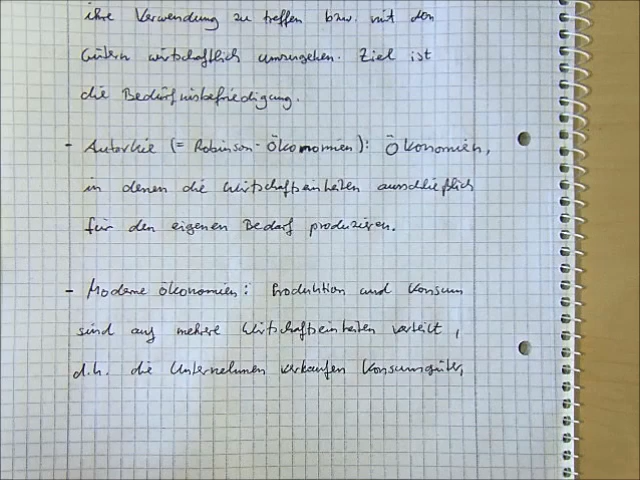 ihre Verwendung zu treffen bzw. mit den
Gütern wirtschaftlich umzugehen. Ziel ist
die Bedürfnisbefriedigung.
- Autarkie (= Robinson-Ökonomien): Ökonomien,
in denen die Wirtschaftseinheiten ausschließlich
für den eigenen Bedarf produzieren.
- Moderne Ökonomien: Produktion und Konsum
sind auf mehrere Wirtschaftseinheiten verteilt,
d.h. die Unternehmen verkaufen Konsumgüter,